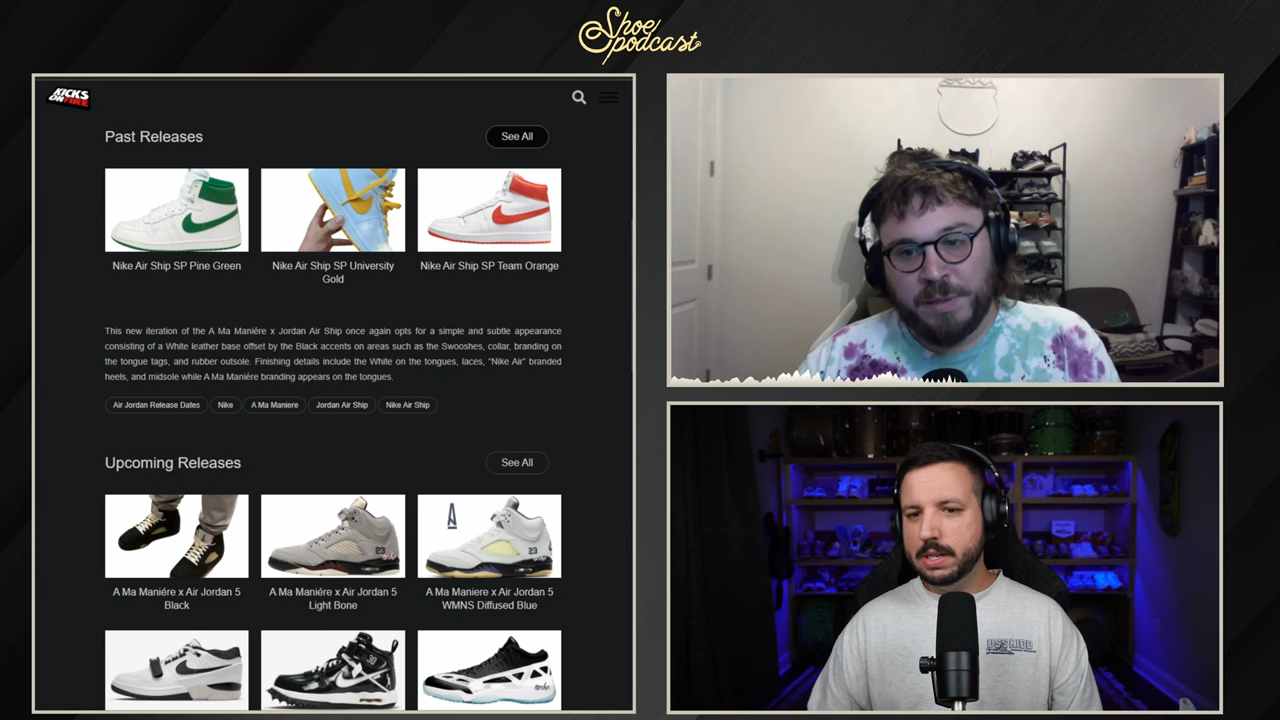 Shoe
podcast
KICKS
ON FIRE
Past Releases
See All
Nike Air Ship SP Pine Green
Nike Air Ship SP University
Gold
Nike Air Ship SP Team Orange
This new iteration of the A Ma Maniére x Jordan Air Ship once again opts for a simple and subtle appearance
consisting of a White leather base offset by the Black accents on areas such as the Swooshes, collar, branding on
the tongue tags, and rubber outsole. Finishing details include the White on the tongues, laces, "Nike Air" branded
heels, and midsole while A Ma Maniére branding appears on the tongues.
Air Jordan Release Dates
Nike
A Ma Maniere
Jordan Air Ship
Nike Air Ship
Upcoming Releases
See All
A
23
23
A Ma Maniére x Air Jordan 5
Black
A Ma Maniére x Air Jordan 5
Light Bone
A Ma Maniere x Air Jordan 5
WMNS Diffused Blue